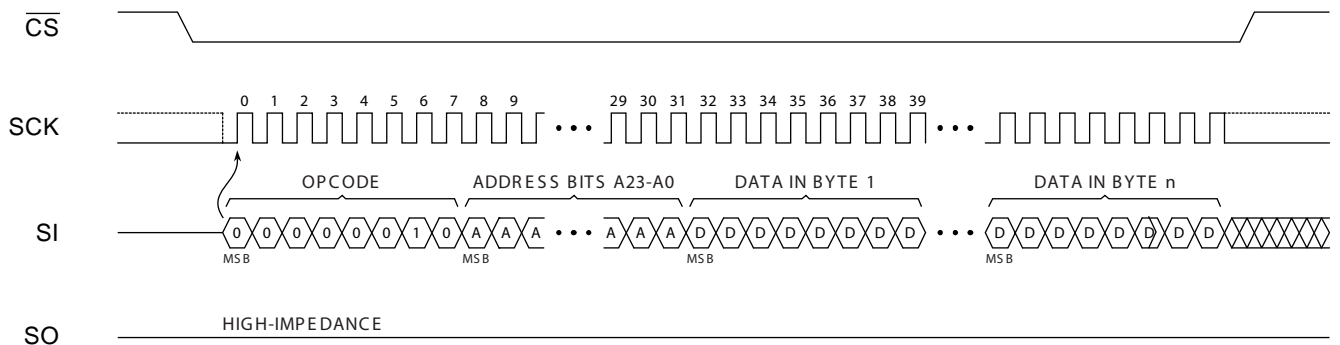 CS
0 1 2 3 4 5 6 7 8 9 29 30 31 32 33 34 35 36 37 38 39
SCK
OPCODE ADDRESS BITS A23-A0 DATA IN BYTE 1 DATA IN BYTE n
SI 0 0 0 0 0 0 1 0 A A A A A A D D D D D D D D D D D D D D D D
MSB MSB MSB MSB
HIGH-IMPEDANCE
SO